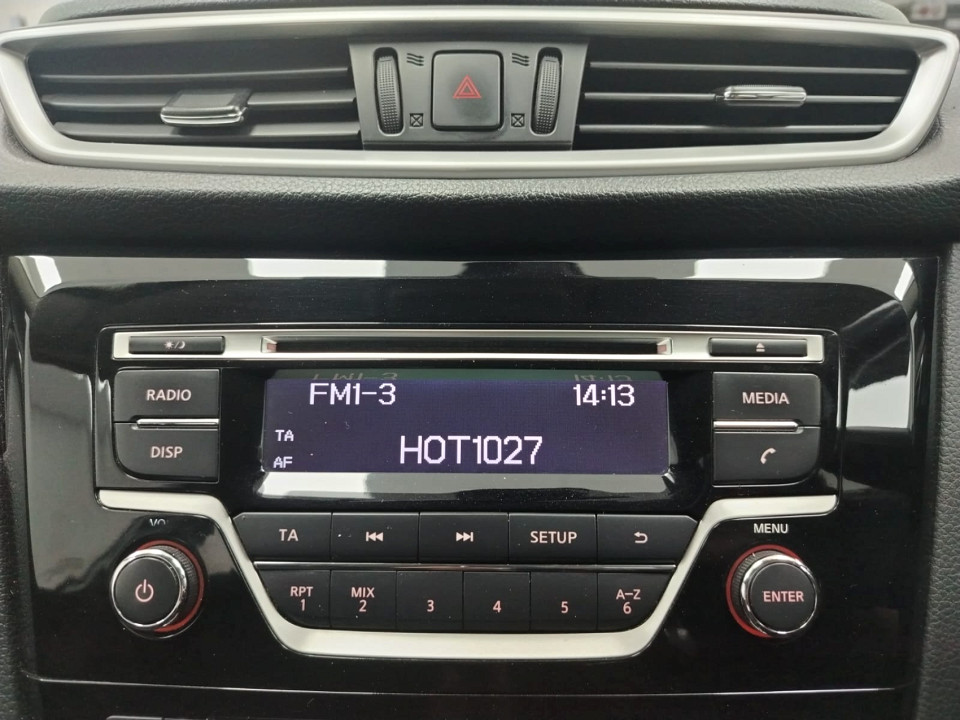 RADIO
DISP
FM1-3 14:13
TA
AF
HOT1027
MEDIA
TA
SETUP
RPT
1
MIX
2
3
4
5
A-Z
6
MENU
ENTER